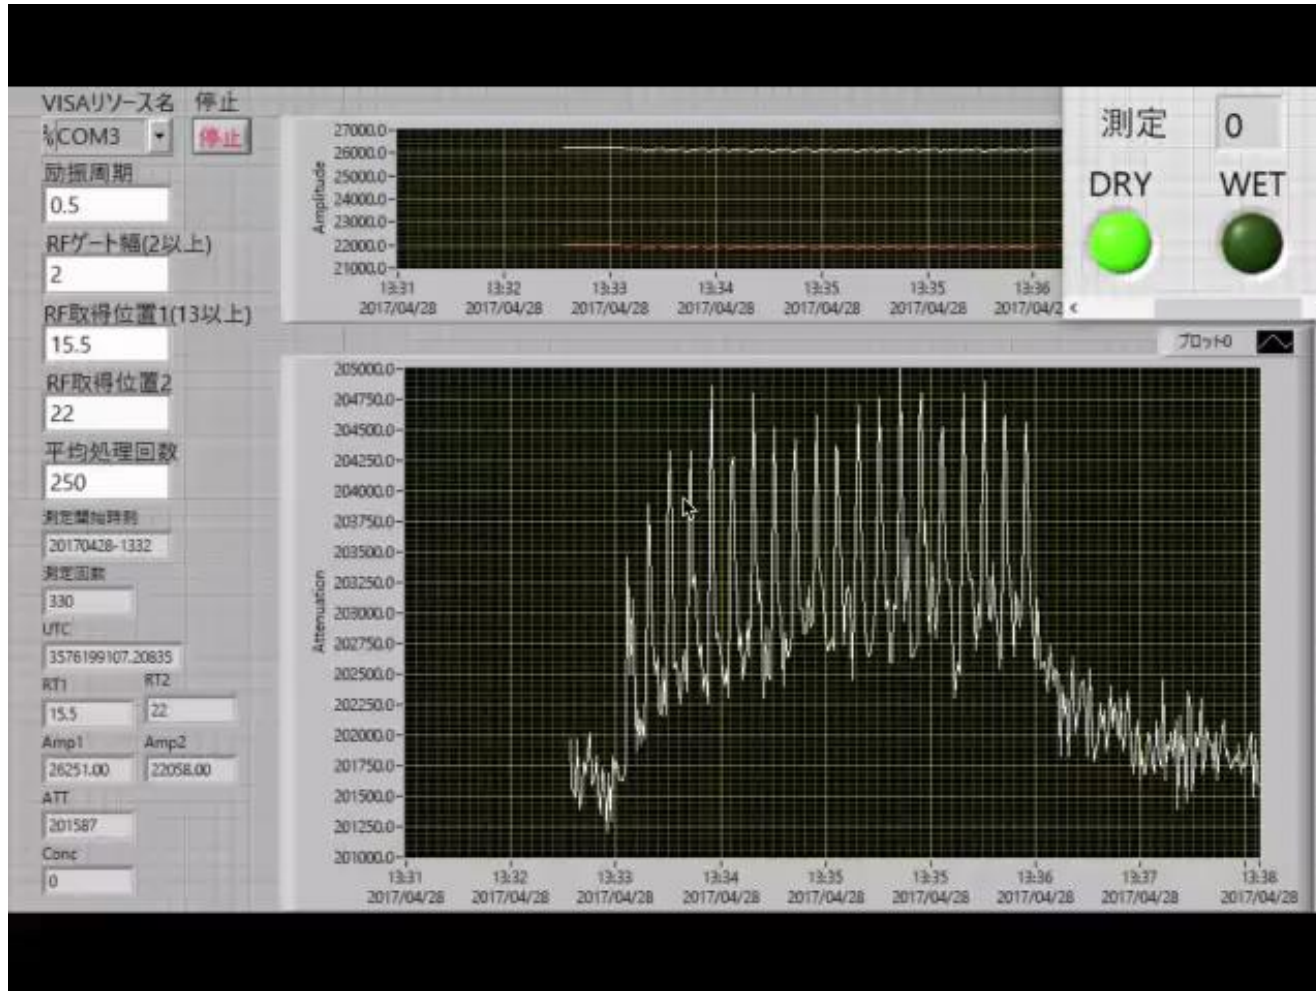 VISAリソース名 停止
COM3 停止
励振周期
0.5
RFゲート幅(2以上)
2
RF取得位置1(13以上)
15.5
RF取得位置2
22
平均処理回数
250
測定開始時刻
20170428-1332
測定回数
330
UTC
3576199107.20835
RT1 RT2
15.5 22
Amp1 Amp2
26251.00 22058.00
ATT
201587
Conc
0
27000.0
26000.0
25000.0
24000.0
23000.0
22000.0
21000.0
Amplitude
13:31 13:32 13:33 13:34 13:35 13:35 13:36
2017/04/28 2017/04/28 2017/04/28 2017/04/28 2017/04/28 2017/04/28 2017/04/2
測定 0
DRY WET
プロット0
205000.0
204750.0
204500.0
204250.0
204000.0
203750.0
203500.0
203250.0
203000.0
202750.0
202500.0
202250.0
202000.0
201750.0
201500.0
201250.0
201000.0
Attenuation
13:31 13:32 13:33 13:34 13:35 13:35 13:36 13:37 13:38
2017/04/28 2017/04/28 2017/04/28 2017/04/28 2017/04/28 2017/04/28 2017/04/28 2017/04/28 2017/04/28